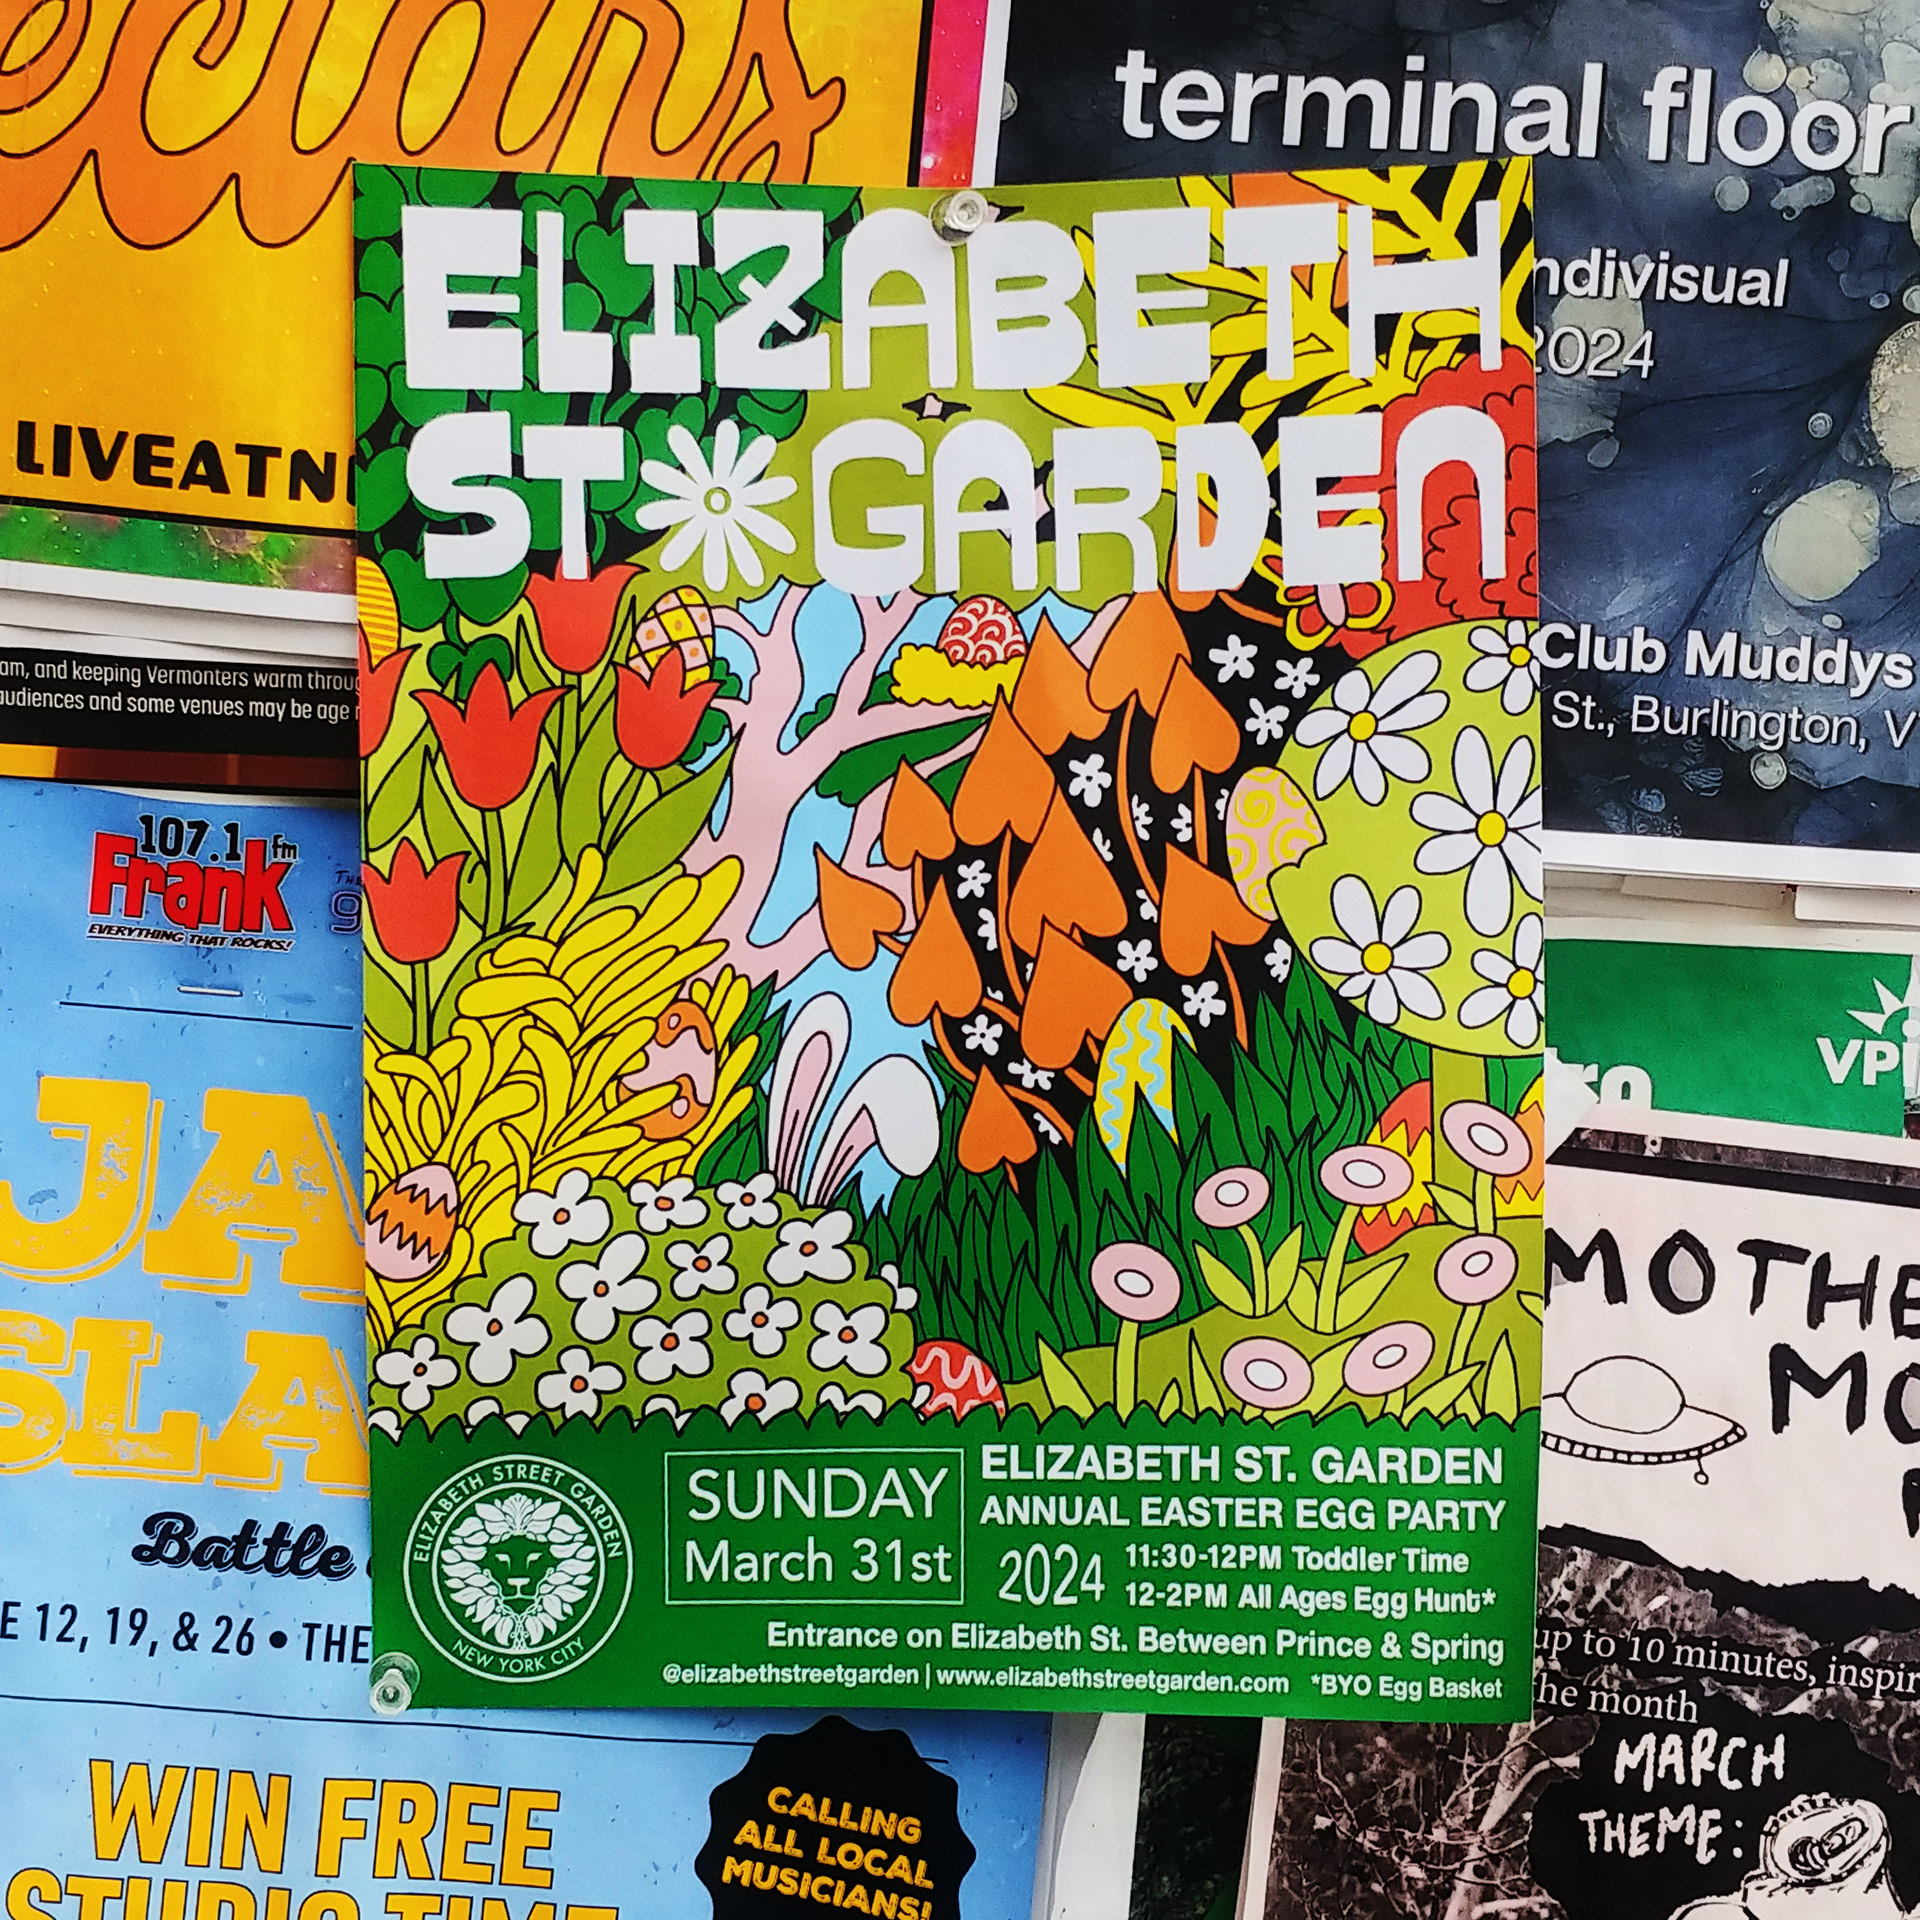 terminal floor
2024
LIVEATN
ELIZABETH
ST GARDEN
Club Muddys
St., Burlington, V
am, and keeping Vermonters warm
audiences and some venues may be age
107.1 fm
Frank
EVERYTHING THAT ROCKS!
VP
MOTHE
JA
SLA
Battle
12, 19, & 26 • THE
ELIZABETH STREET GARDEN
NEW YORK CITY
SUNDAY
March 31st
ELIZABETH ST. GARDEN
ANNUAL EASTER EGG PARTY
2024
11:30-12PM Toddler Time
12-2PM All Ages Egg Hunt*
Entrance on Elizabeth St. Between Prince & Spring
@elizabethstreetgarden | www.elizabethstreetgarden.com *BYO Egg Basket
up to 10 minutes, inspir
he month
MARCH
THEME:
WIN FREE
STUDIO TIME
CALLING
ALL LOCAL
MUSICIANS!